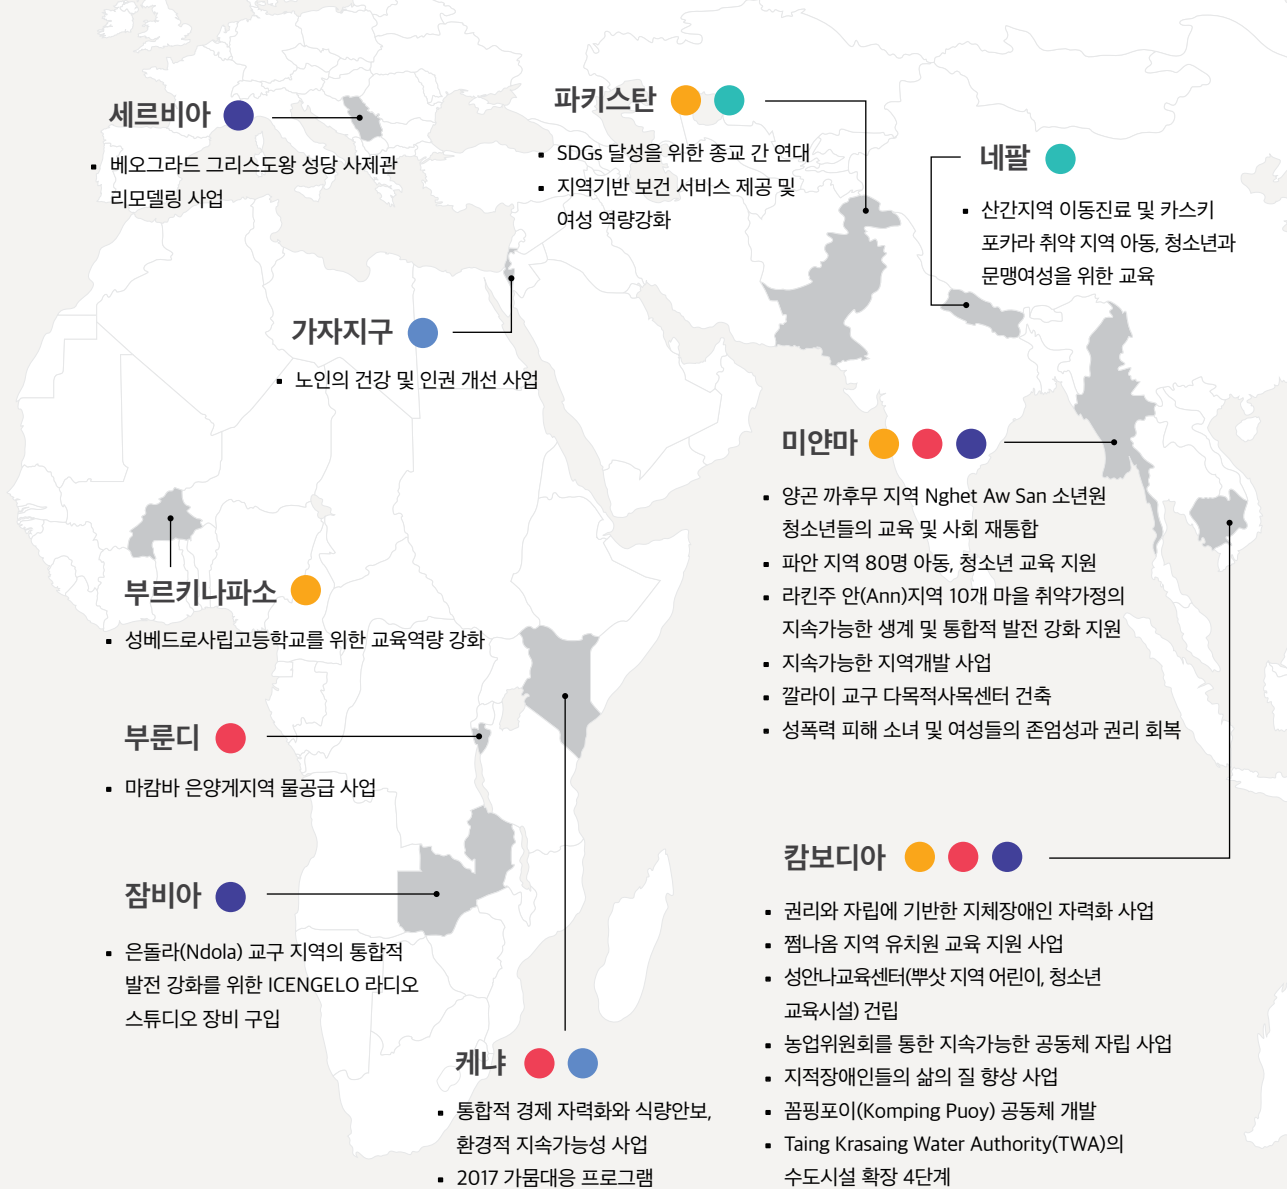 세르비아
▪ 베오그라드 그리스도왕 성당 사제관
리모델링 사업
파키스탄
▪ SDGs 달성을 위한 종교 간 연대
▪ 지역기반 보건 서비스 제공 및
여성 역량강화
네팔
▪ 산간지역 이동진료 및 카스키
포카라 취약 지역 아동, 청소년과
문맹여성을 위한 교육
가자지구
▪ 노인의 건강 및 인권 개선 사업
미얀마
▪ 양곤 까후무 지역 Nghet Aw San 소년원
청소년들의 교육 및 사회 재통합
▪ 파안 지역 80명 아동, 청소년 교육 지원
▪ 라킨주 안(Ann)지역 10개 마을 취약가정의
지속가능한 생계 및 통합적 발전 강화 지원
▪ 지속가능한 지역개발 사업
▪ 깔라이 교구 다목적사목센터 건축
▪ 성폭력 피해 소녀 및 여성들의 존엄성과 권리 회복
부르키나파소
▪ 성베드로사립고등학교를 위한 교육역량 강화
부룬디
▪ 마캄바 은양게지역 물공급 사업
잠비아
▪ 은돌라(Ndola) 교구 지역의 통합적
발전 강화를 위한 ICENGELO 라디오
스튜디오 장비 구입
케냐
▪ 통합적 경제 자력화와 식량안보,
환경적 지속가능성 사업
▪ 2017 가뭄대응 프로그램
캄보디아
▪ 권리와 자립에 기반한 지체장애인 자력화 사업
▪ 쩜나옴 지역 유치원 교육 지원 사업
▪ 성안나교육센터(뿌삿 지역 어린이, 청소년
교육시설) 건립
▪ 농업위원회를 통한 지속가능한 공동체 자립 사업
▪ 지적장애인들의 삶의 질 향상 사업
▪ 꼼핑포이(Komping Puoy) 공동체 개발
▪ Taing Krasaing Water Authority(TWA)의
수도시설 확장 4단계